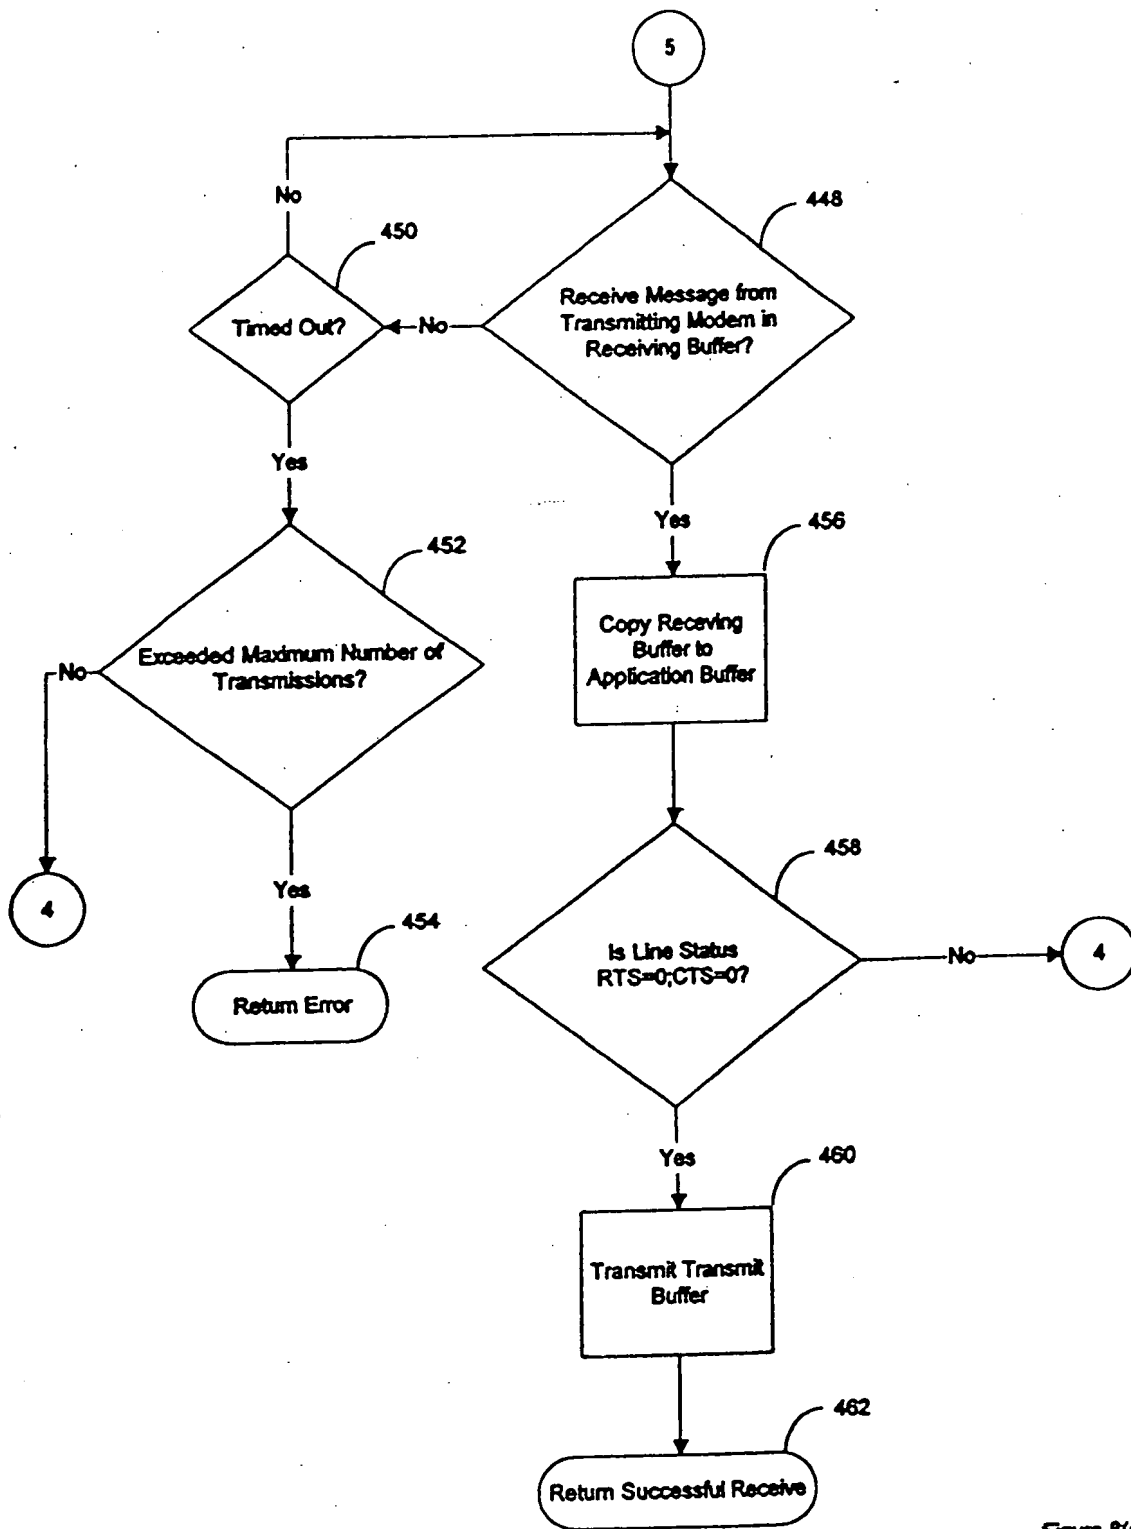 5
No
448
450
Receive Message from
Transmitting Modem in
Receiving Buffer?
Timed Out?
No
Yes
Yes
456
452
Copy Receving
Buffer to
Application Buffer
Exceeded Maximum Number of
Transmissions?
No
458
4
Yes
454
Is Line Status
RTS=0;CTS=0?
No
4
Return Error
Yes
460
Transmit Transmit
Buffer
462
Return Successful Receive
Figure